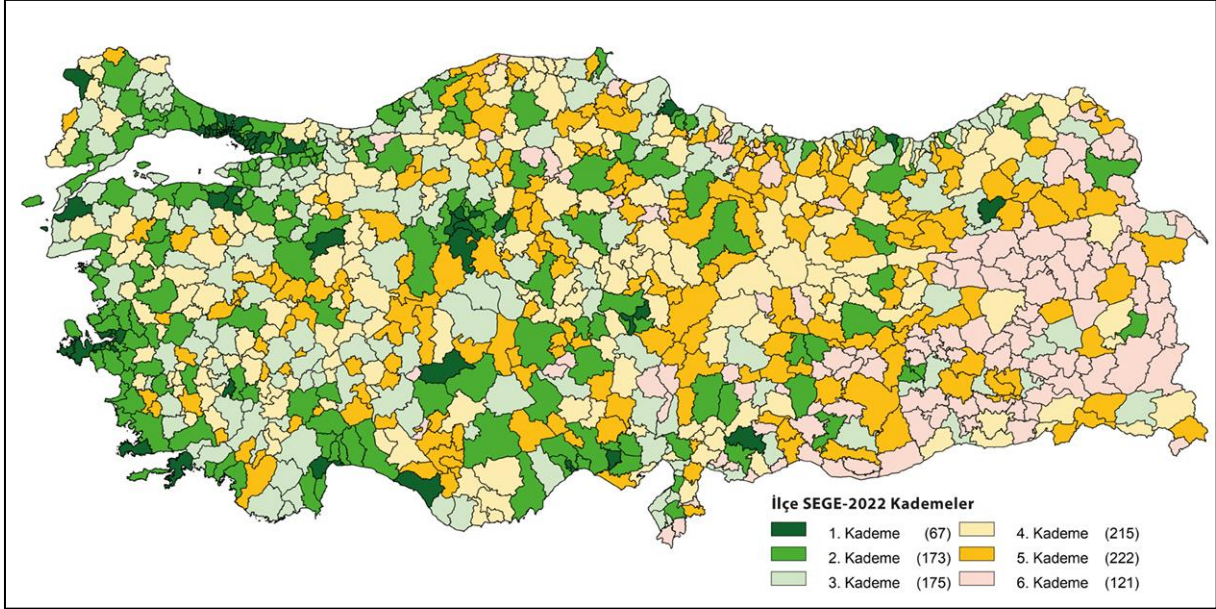 İlçe SEGE-2022 Kademeler
1. Kademe (67)
2. Kademe (173)
3. Kademe (175)
4. Kademe (215)
5. Kademe (222)
6. Kademe (121)